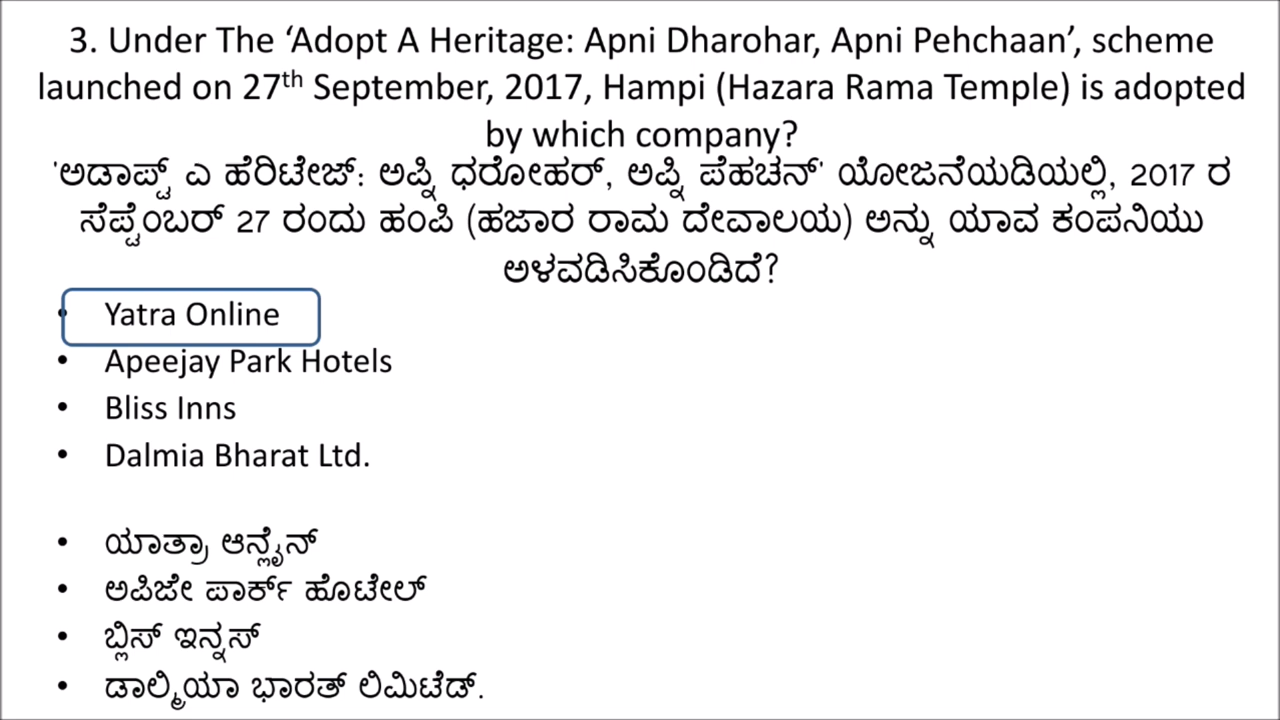 3. Under The ‘Adopt A Heritage: Apni Dharohar, Apni Pehchaan’, scheme
launched on 27th September, 2017, Hampi (Hazara Rama Temple) is adopted
by which company?
'ಅಡಾಪ್ಟ್ ಎ ಹೆರಿಟೇಜ್: ಅಪ್ನಿ ಧರೋಹರ್, ಅಪ್ನಿ ಪೆಹಚನ್' ಯೋಜನೆಯಡಿಯಲ್ಲಿ, 2017 ರ
ಸೆಪ್ಟೆಂಬರ್ 27 ರಂದು ಹಂಪಿ (ಹಜಾರ ರಾಮ ದೇವಾಲಯ) ಅನ್ನು ಯಾವ ಕಂಪನಿಯು
ಅಳವಡಿಸಿಕೊಂಡಿದೆ?
• Yatra Online
• Apeejay Park Hotels
• Bliss Inns
• Dalmia Bharat Ltd.
• ಯಾತ್ರಾ ಆನ್ಲೈನ್
• ಅಪಿಜೇ ಪಾರ್ಕ್ ಹೊಟೇಲ್
• ಬ್ಲಿಸ್ ಇನ್ನಸ್
• ಡಾಲ್ಮಿಯಾ ಭಾರತ್ ಲಿಮಿಟೆಡ್.